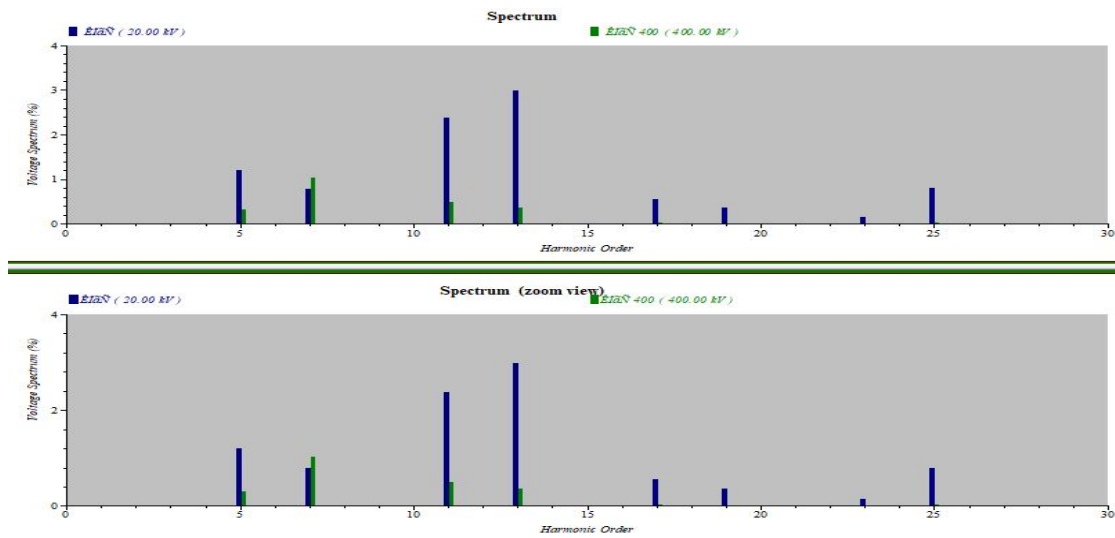 Spectrum
( 20.00 kV )
400 ( 400.00 kV )
4
3
2
1
0
Voltage Spectrum (%)
0 5 10 15 20 25 30
Harmonic Order
Spectrum (zoom view)
( 20.00 kV )
400 ( 400.00 kV )
4
2
0
Voltage Spectrum (%)
0 5 10 15 20 25 30
Harmonic Order